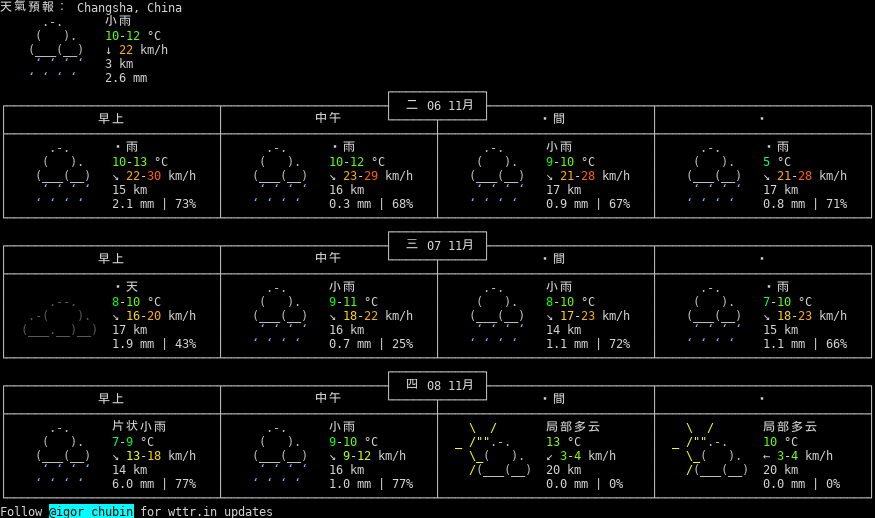 天氣預報： Changsha, China
小雨
10-12 °C
↓ 22 km/h
3 km
2.6 mm
二 06 11月
早上 中午 ・間 ・
・雨 ・雨 小雨 ・雨
10-13 °C 10-12 °C 9-10 °C 5 °C
↘ 22-30 km/h ↘ 23-29 km/h ↘ 21-28 km/h ↘ 21-28 km/h
15 km 16 km 17 km 17 km
2.1 mm | 73% 0.3 mm | 68% 0.9 mm | 67% 0.8 mm | 71%
三 07 11月
早上 中午 ・間 ・
・天 小雨 小雨 ・雨
8-10 °C 9-11 °C 8-10 °C 7-10 °C
↘ 16-20 km/h ↘ 18-22 km/h ↘ 17-23 km/h ↘ 18-23 km/h
17 km 16 km 14 km 15 km
1.9 mm | 43% 0.7 mm | 25% 1.1 mm | 72% 1.1 mm | 66%
四 08 11月
早上 中午 ・間 ・
片状小雨 小雨 局部多云 局部多云
7-9 °C 9-10 °C 13 °C 10 °C
↘ 13-18 km/h ↘ 9-12 km/h ↙ 3-4 km/h ← 3-4 km/h
14 km 16 km 20 km 20 km
6.0 mm | 77% 1.0 mm | 77% 0.0 mm | 0% 0.0 mm | 0%
Follow @igor_chubin for wttr.in updates